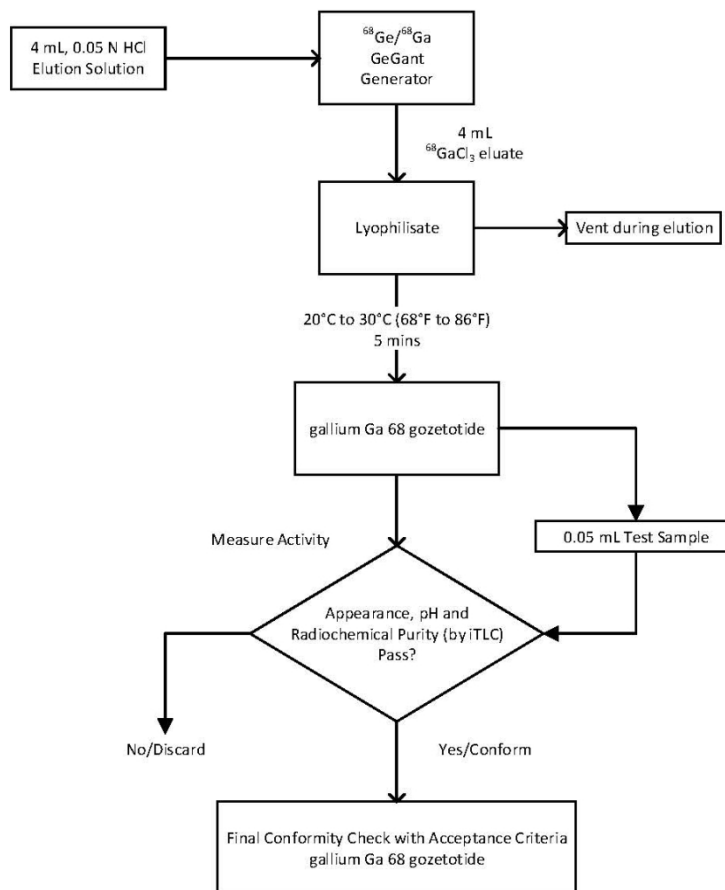 4 mL, 0.05 N HCl
Elution Solution
⁶⁸Ge/⁶⁸Ga
GeGant
Generator
4 mL
⁶⁸GaCl₃ eluate
Lyophilisate
Vent during elution
20°C to 30°C (68°F to 86°F)
5 mins
gallium Ga 68 gozetotide
Measure Activity
0.05 mL Test Sample
Appearance, pH and
Radiochemical Purity (by iTLC)
Pass?
No/Discard
Yes/Conform
Final Conformity Check with Acceptance Criteria
gallium Ga 68 gozetotide